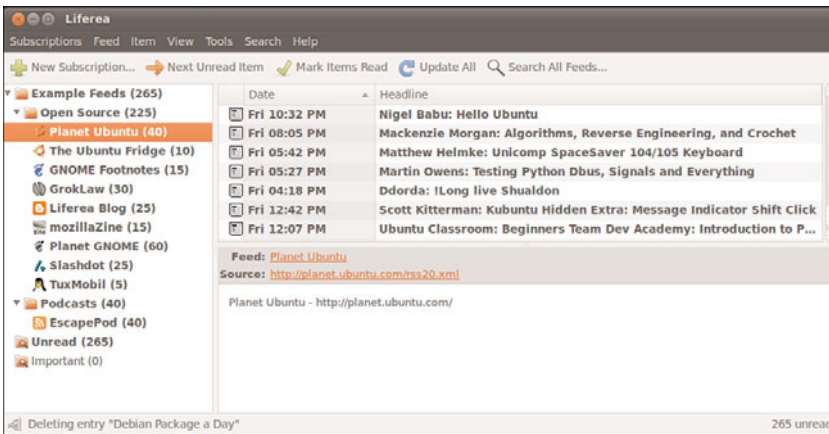 Liferea
Subscriptions Feed Item View Tools Search Help
New Subscription... Next Unread Item Mark Items Read Update All Search All Feeds...
Example Feeds (265)
Open Source (225)
Planet Ubuntu (40)
The Ubuntu Fridge (10)
GNOME Footnotes (15)
GrokLaw (30)
Liferea Blog (25)
mozillaZine (15)
Planet GNOME (60)
Slashdot (25)
TuxMobil (5)
Podcasts (40)
EscapePod (40)
Unread (265)
Important (0)
Date Headline
Fri 10:32 PM Nigel Babu: Hello Ubuntu
Fri 08:05 PM Mackenzie Morgan: Algorithms, Reverse Engineering, and Crochet
Fri 05:42 PM Matthew Helmke: Unicomp SpaceSaver 104/105 Keyboard
Fri 05:27 PM Martin Owens: Testing Python Dbus, Signals and Everything
Fri 04:18 PM Ddorda: !Long live Shualdon
Fri 12:42 PM Scott Kitterman: Kubuntu Hidden Extra: Message Indicator Shift Click
Fri 12:07 PM Ubuntu Classroom: Beginners Team Dev Academy: Introduction to P...
Feed: Planet Ubuntu
Source: http://planet.ubuntu.com/rss20.xml
Planet Ubuntu - http://planet.ubuntu.com/
Deleting entry "Debian Package a Day" 265 unread